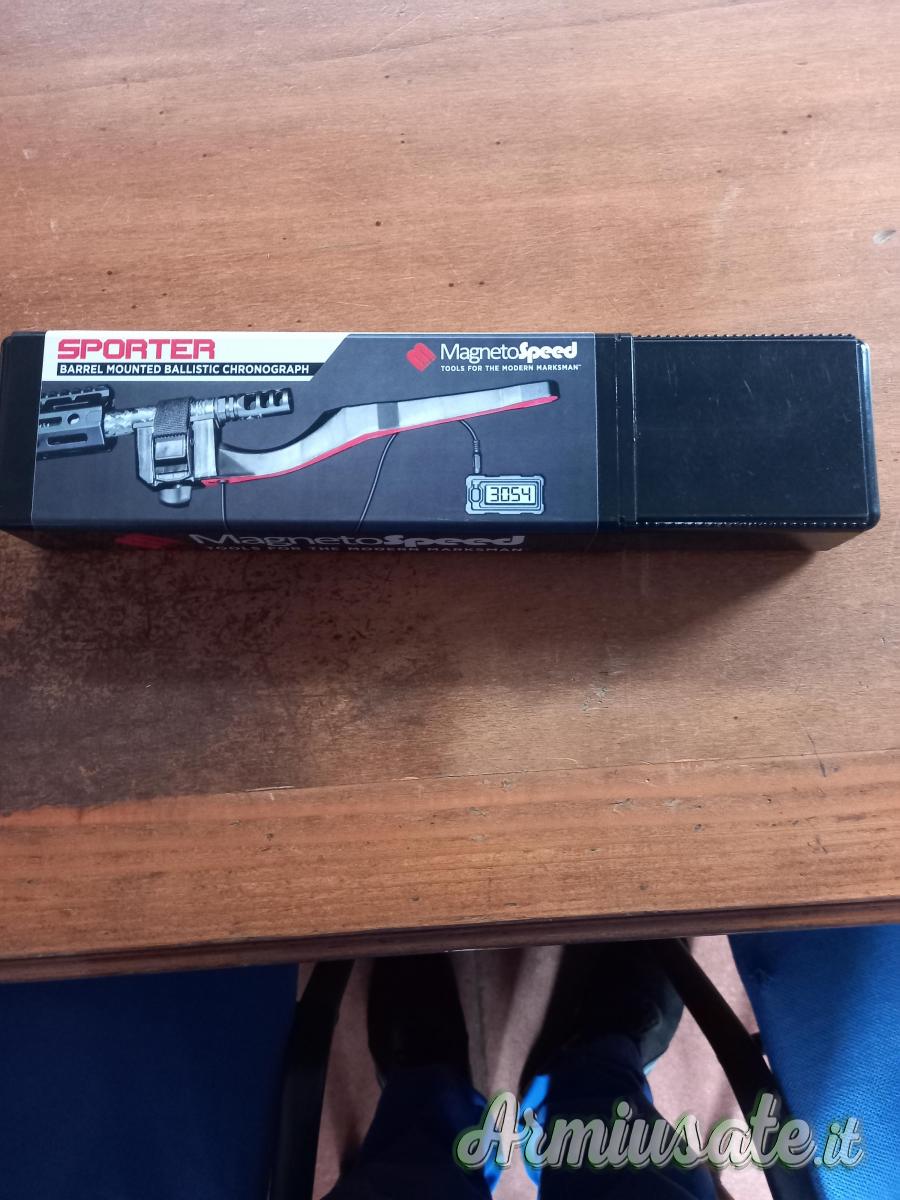 SPORTER
BARREL MOUNTED BALLISTIC CHRONOGRAPH
MagnetoSpeed
TOOLS FOR THE MODERN MARKSMAN™
3054
MagnetoSpeed
TOOLS FOR THE MODERN MARKSMAN
Armiusate.it